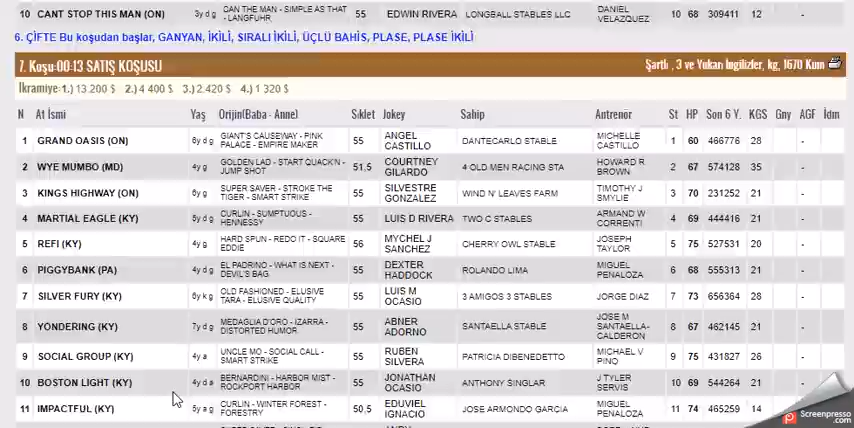 10 CANT STOP THIS MAN (ON) 3y d g CAN THE MAN - SIMPLE AS THAT - LANGFUHR 55 EDWIN RIVERA LONGBALL STABLES LLC DANIEL VELAZQUEZ 10 68 309411 12 -
6. ÇİFTE Bu koşudan başlar, GANYAN, İKİLİ, SIRALI İKİLİ, ÜÇLÜ BAHİS, PLASE, PLASE İKİLİ
7. Koşu:00:13 SATIŞ KOŞUSU Şartlı , 3 ve Yukarı İngilizler, kg, 1670 Kum
İkramiye:1.) 13.200 $ 2.) 4 400 $ 3.) 2.420 $ 4.) 1 320 $
N At İsmi Yaş Orijin(Baba - Anne) Sıklet Jokey Sahip Antrenör St HP Son 6 Y. KGS Gny AGF İdm
1 GRAND OASIS (ON) 6y d g GIANT'S CAUSEWAY - PINK PALACE - EMPIRE MAKER 55 ANGEL CASTILLO DANTECARLO STABLE MICHELLE CASTILLO 1 60 466776 28 -
2 WYE MUMBO (MD) 4y g GOLDEN LAD - START QUACK'N - JUMP SHOT 51,5 COURTNEY GILARDO 4 OLD MEN RACING STA HOWARD R BROWN 2 67 574128 35 -
3 KINGS HIGHWAY (ON) 6y g SUPER SAVER - STROKE THE TIGER - SMART STRIKE 55 SILVESTRE GONZALEZ WIND N' LEAVES FARM TIMOTHY J SMYLIE 3 70 231252 21 -
4 MARTIAL EAGLE (KY) 5y d g CURLIN - SUMPTUOUS - HENNESSY 55 LUIS D RIVERA TWO C STABLES ARMAND W CORRENTI 4 69 444416 21 -
5 REFI (KY) 4y g HARD SPUN - REDO IT - SQUARE EDDIE 56 MYCHEL J SANCHEZ CHERRY OWL STABLE JOSEPH TAYLOR 5 75 527531 20 -
6 PIGGYBANK (PA) 4y d g EL PADRINO - WHAT IS NEXT - DEVIL'S BAG 55 DEXTER HADDOCK ROLANDO LIMA MIGUEL PENALOZA 6 68 555313 21 -
7 SILVER FURY (KY) 6y k g OLD FASHIONED - ELUSIVE TARA - ELUSIVE QUALITY 55 LUIS M OCASIO 3 AMIGOS 3 STABLES JORGE DIAZ 7 73 656364 28 -
8 YONDERING (KY) 7y d g MEDAGLIA D'ORO - IZARRA - DISTORTED HUMOR 55 ABNER ADORNO SANTAELLA STABLE JOSE M SANTAELLA-CALDERON 8 67 462145 21 -
9 SOCIAL GROUP (KY) 4y a UNCLE MO - SOCIAL CALL - SMART STRIKE 55 RUBEN SILVERA PATRICIA DIBENEDETTO MICHAEL V PINO 9 75 431827 26 -
10 BOSTON LIGHT (KY) 4y d a BERNARDINI - HARBOR MIST - ROCKPORT HARBOR 55 JONATHAN OCASIO ANTHONY SINGLAR J TYLER SERVIS 10 69 544264 21 -
11 IMPACTFUL (KY) 5y a g CURLIN - WINTER FOREST - FORESTRY 50,5 EDUVIEL IGNACIO JOSE ARMONDO GARCIA MIGUEL PENALOZA 11 74 465259 14
Screenpresso.com